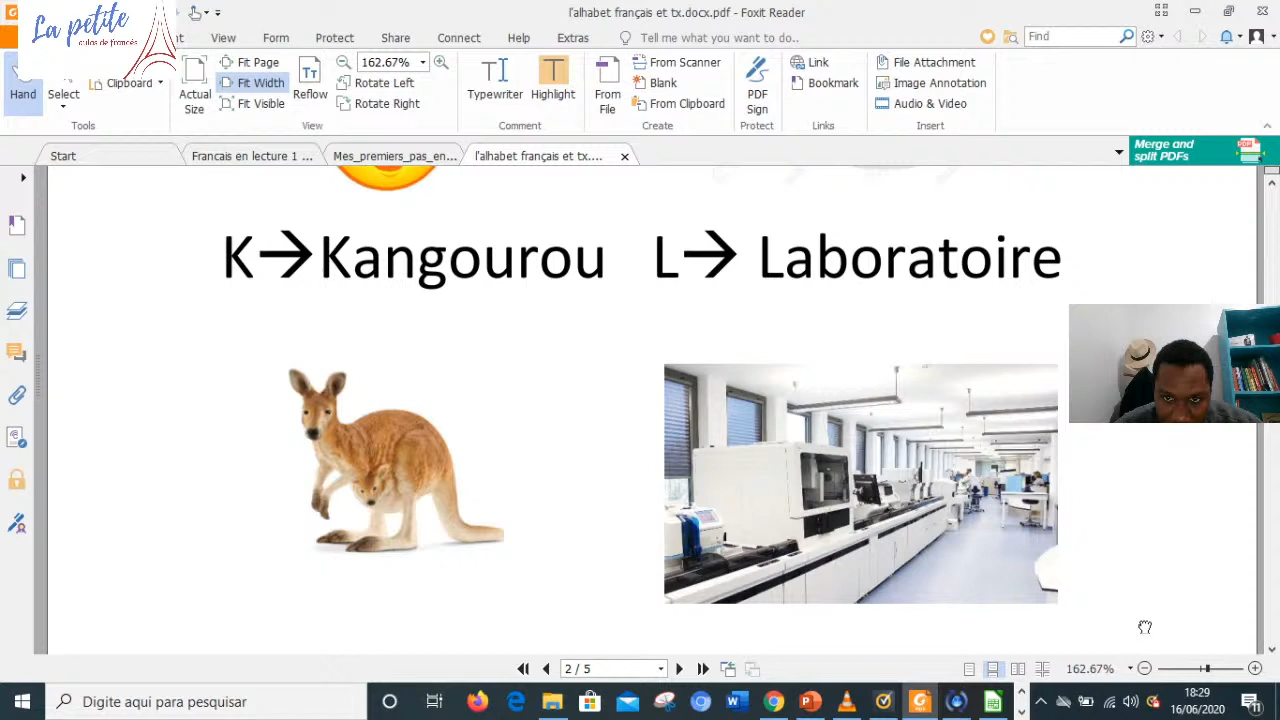 La petite
aulas de francés
l'alhabet français et tx.docx.pdf - Foxit Reader
View Form Protect Share Connect Help Extras Tell me what you want to do.. Find
Hand
Select
Clipboard
Tools
Actual Size
Fit Page
Fit Width
Fit Visible
Reflow
162.67%
Rotate Left
Rotate Right
View
Typewriter
Highlight
Comment
From File
From Scanner
Blank
From Clipboard
Create
PDF Sign
Protect
Link
Bookmark
Links
File Attachment
Image Annotation
Audio & Video
Insert
Start
Francais en lecture 1 ...
Mes_premiers_pas_en...
l'alhabet français et tx....
Merge and
split PDFs
K→Kangourou L→ Laboratoire
2 / 5
162.67%
Digite aqui para pesquisar
18:29
16/06/2020